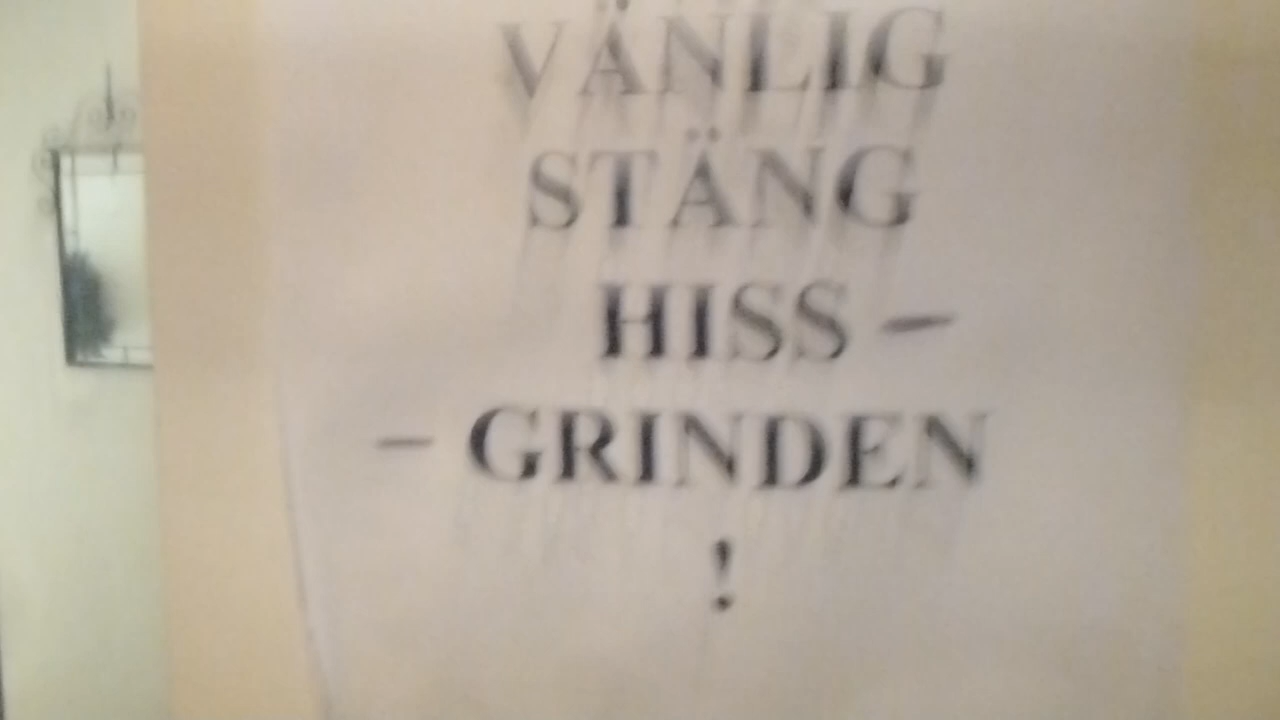 VÄNLIG
STÄNG
HISS -
- GRINDEN
!